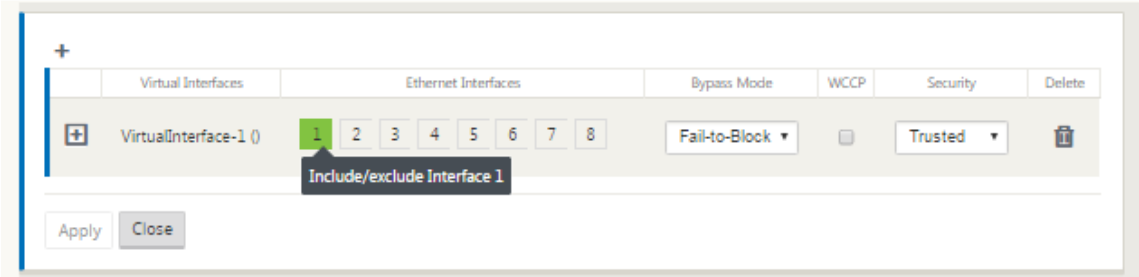 +
Virtual Interfaces Ethernet Interfaces Bypass Mode WCCP Security Delete
VirtualInterface-1 () 1 2 3 4 5 6 7 8 Fail-to-Block Trusted
Include/exclude Interface 1
Apply Close